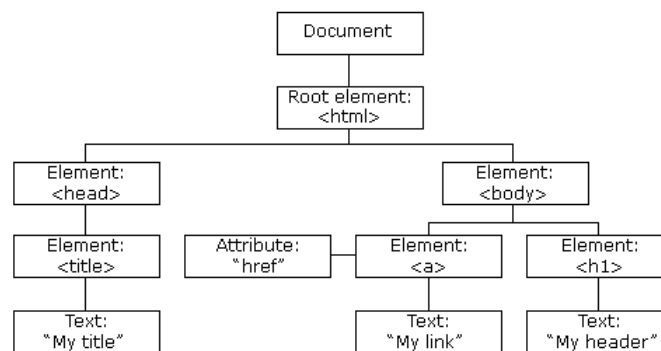 Document
Root element:
<html>
Element:
<head>
Element:
<body>
Element:
<title>
Attribute:
“href”
Element:
<a>
Element:
<h1>
Text:
“My title”
Text:
“My link”
Text:
“My header”